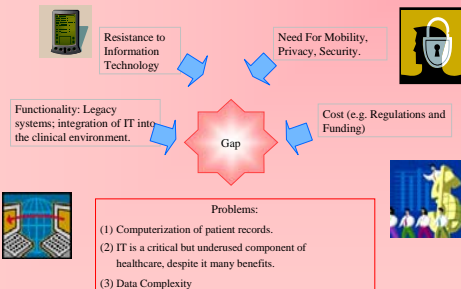 Resistance to
Information
Technology
Need For Mobility,
Privacy, Security.
Functionality: Legacy
systems; integration of IT into
the clinical environment.
Gap
Cost (e.g. Regulations and
Funding)
Problems:
(1) Computerization of patient records.
(2) IT is a critical but underused component of
healthcare, despite it many benefits.
(3) Data Complexity